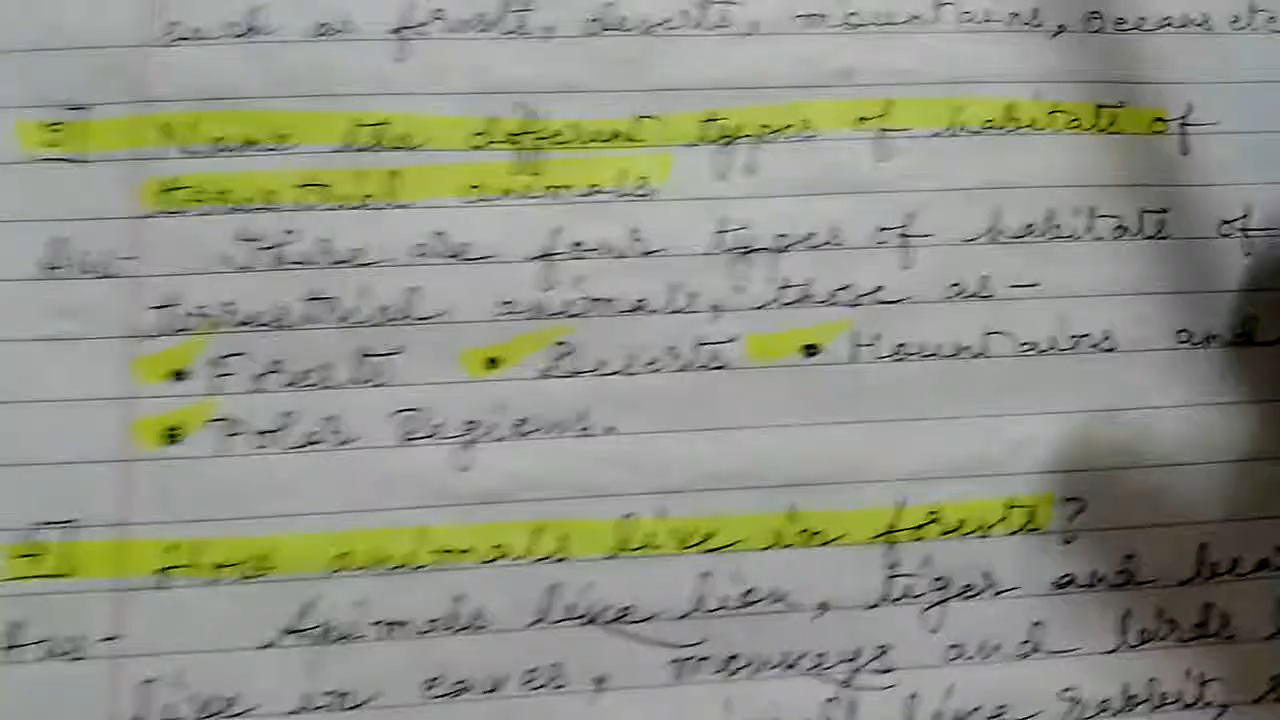 such as forests, deserts, mountains, oceans etc
Name the different types of habitats of
terrestrial animals.
Ans- There are four types of habitats of
terrestrial animals, these are-
• Forests • Deserts • Mountains and
• Polar Regions.
How animals live in forests?
Ans- Animals like lion, tiger and
live in caves, and birds
like rabbit,